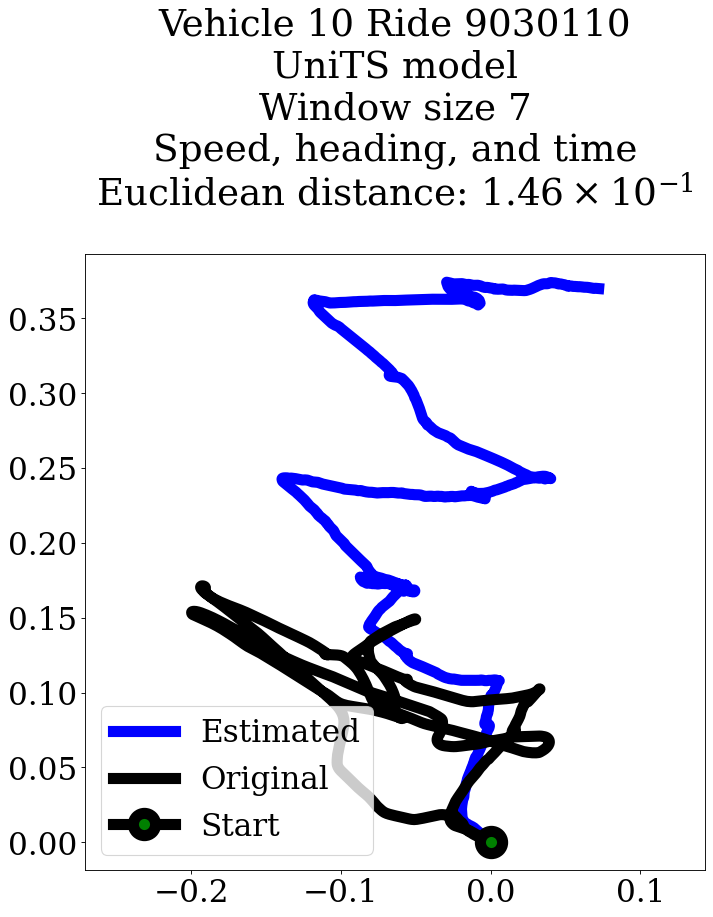 Vehicle 10 Ride 9030110
UniTS model
Window size 7
Speed, heading, and time
Euclidean distance: 1.46 × 10⁻¹
0.35
0.30
0.25
0.20
0.15
0.10
0.05
0.00
Estimated
Original
Start
−0.2 −0.1 0.0 0.1